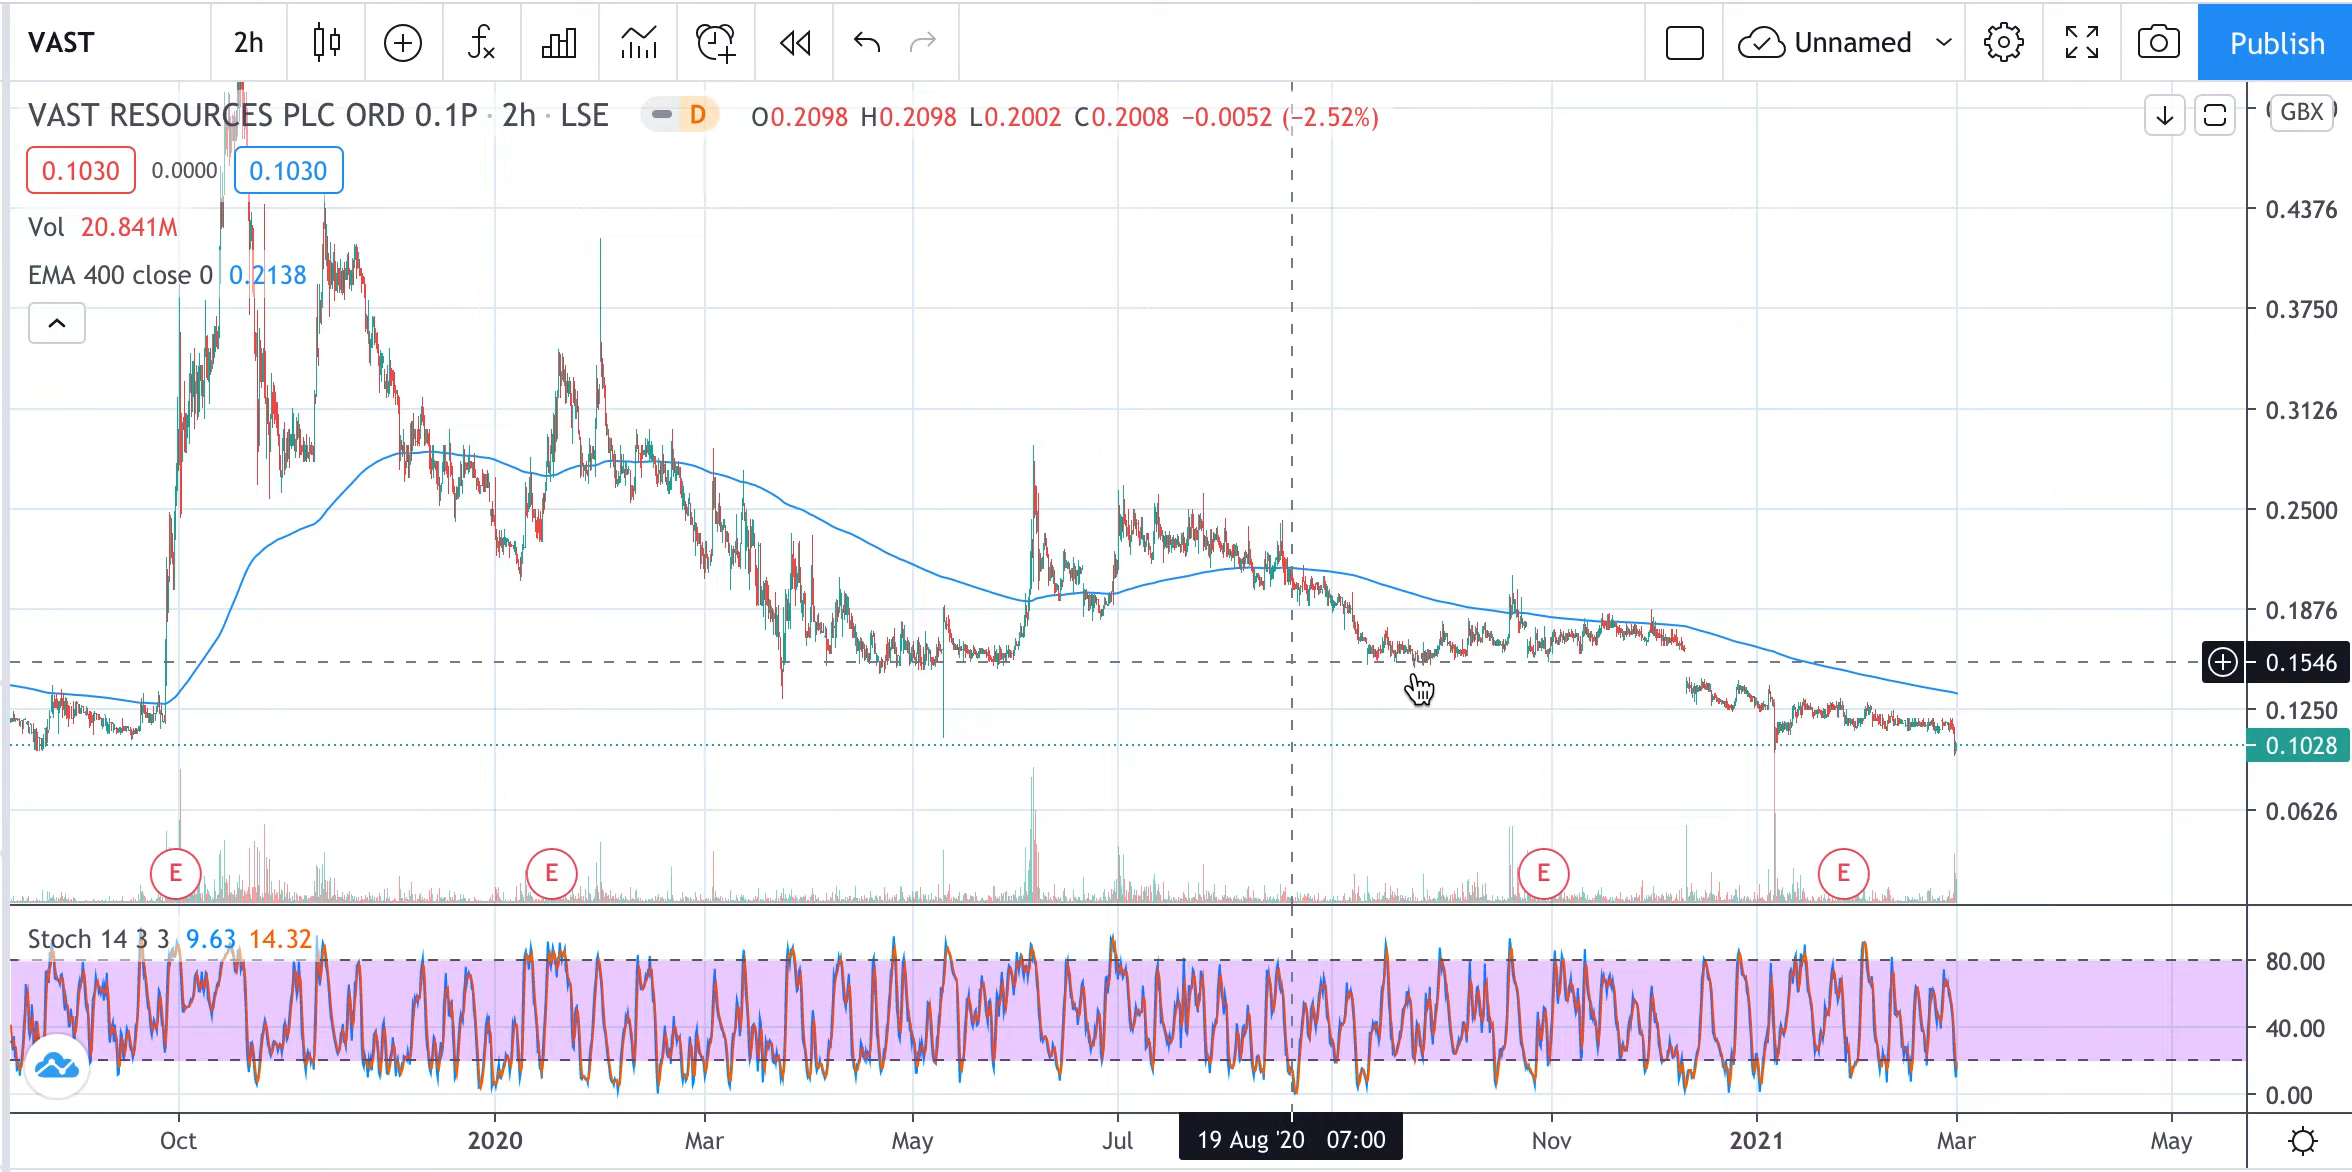 VAST 2h fx Unnamed Publish
VAST RESOURCES PLC ORD 0.1P · 2h · LSE D O0.2098 H0.2098 L0.2002 C0.2008 −0.0052 (−2.52%) GBX
0.1030 0.0000 0.1030
Vol 20.841M
0.4376
EMA 400 close 0 0.2138
0.3750
0.3126
0.2500
0.1876
0.1546
0.1250
0.1028
0.0626
E E E E
Stoch 14 3 3 9.63 14.32
80.00
40.00
0.00
Oct 2020 Mar May Jul 19 Aug '20 07:00 Nov 2021 Mar May